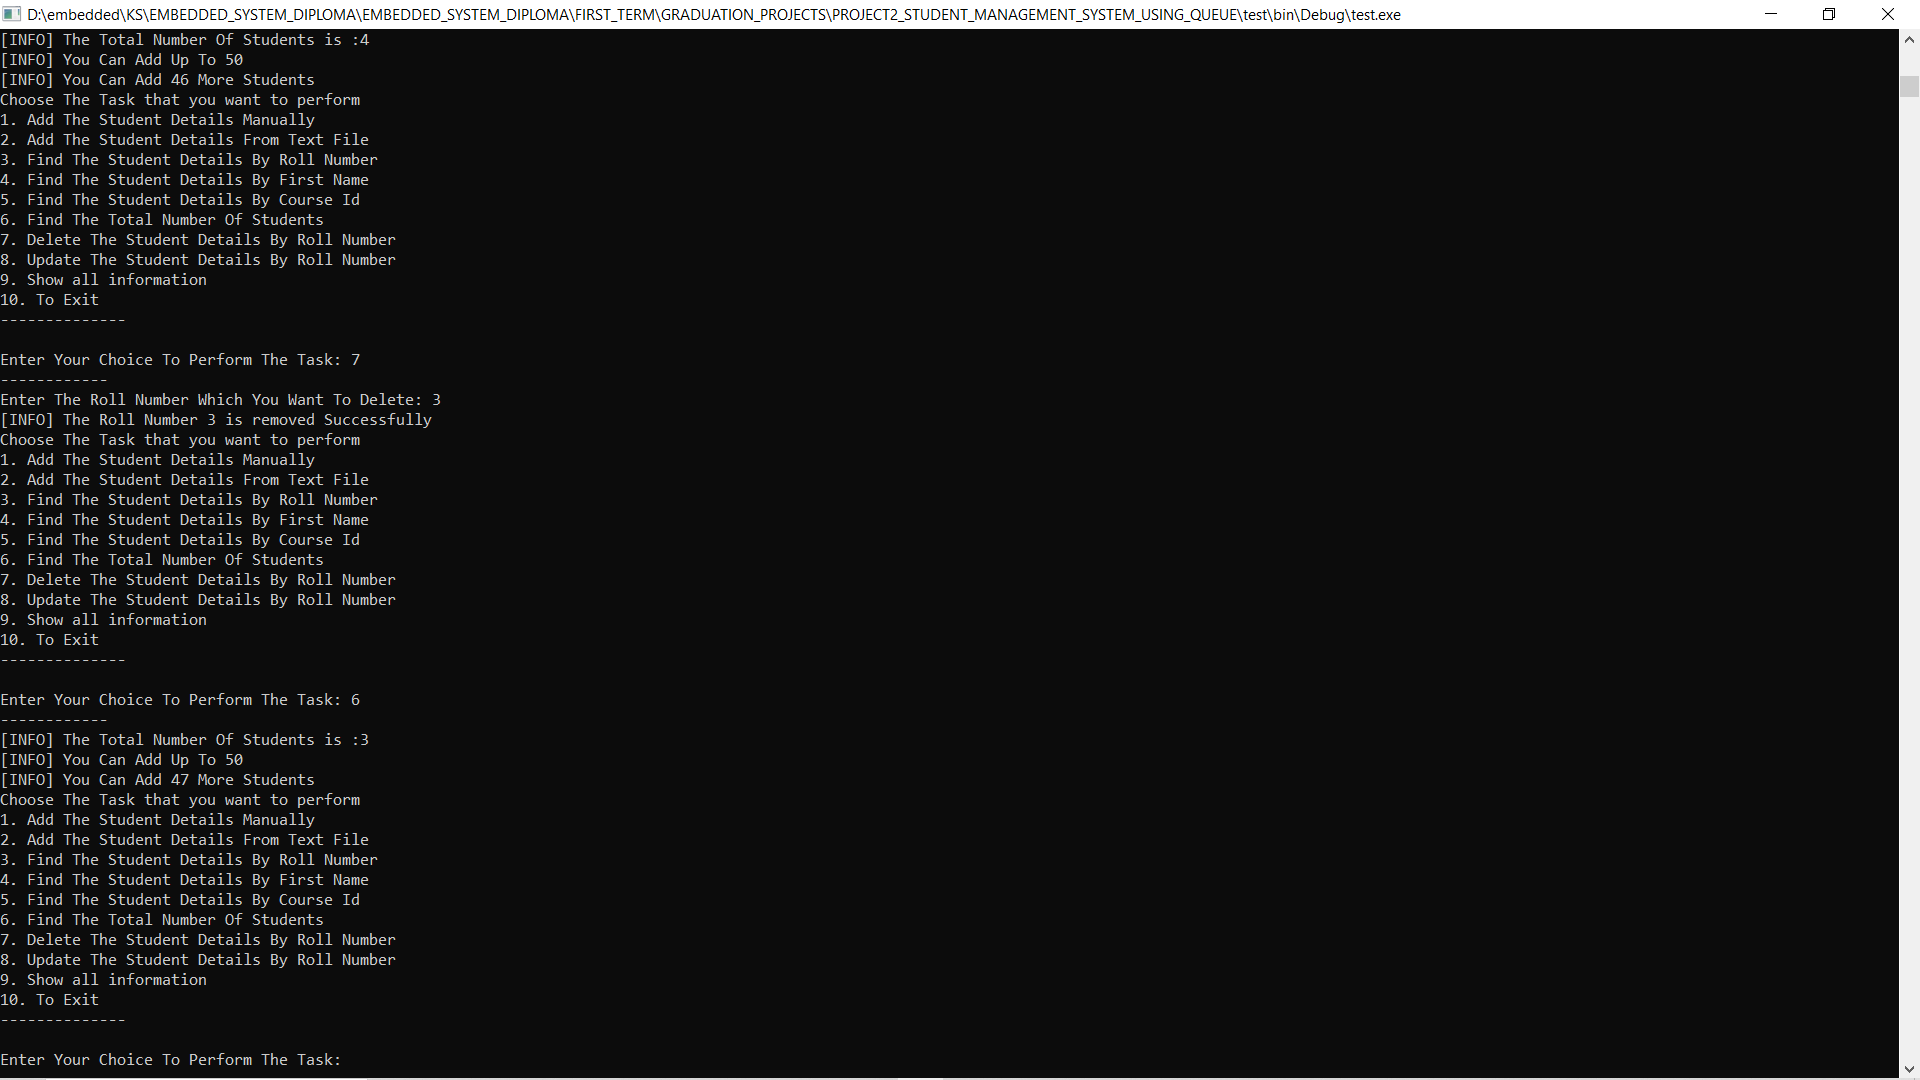 D:\embedded\KS\EMBEDDED_SYSTEM_DIPLOMA\EMBEDDED_SYSTEM_DIPLOMA\FIRST_TERM\GRADUATION_PROJECTS\PROJECT2_STUDENT_MANAGEMENT_SYSTEM_USING_QUEUE\test\bin\Debug\test.exe
[INFO] The Total Number Of Students is :4
[INFO] You Can Add Up To 50
[INFO] You Can Add 46 More Students
Choose The Task that you want to perform
1. Add The Student Details Manually
2. Add The Student Details From Text File
3. Find The Student Details By Roll Number
4. Find The Student Details By First Name
5. Find The Student Details By Course Id
6. Find The Total Number Of Students
7. Delete The Student Details By Roll Number
8. Update The Student Details By Roll Number
9. Show all information
10. To Exit
--------------
Enter Your Choice To Perform The Task: 7
------------
Enter The Roll Number Which You Want To Delete: 3
[INFO] The Roll Number 3 is removed Successfully
Choose The Task that you want to perform
1. Add The Student Details Manually
2. Add The Student Details From Text File
3. Find The Student Details By Roll Number
4. Find The Student Details By First Name
5. Find The Student Details By Course Id
6. Find The Total Number Of Students
7. Delete The Student Details By Roll Number
8. Update The Student Details By Roll Number
9. Show all information
10. To Exit
--------------
Enter Your Choice To Perform The Task: 6
------------
[INFO] The Total Number Of Students is :3
[INFO] You Can Add Up To 50
[INFO] You Can Add 47 More Students
Choose The Task that you want to perform
1. Add The Student Details Manually
2. Add The Student Details From Text File
3. Find The Student Details By Roll Number
4. Find The Student Details By First Name
5. Find The Student Details By Course Id
6. Find The Total Number Of Students
7. Delete The Student Details By Roll Number
8. Update The Student Details By Roll Number
9. Show all information
10. To Exit
--------------
Enter Your Choice To Perform The Task: